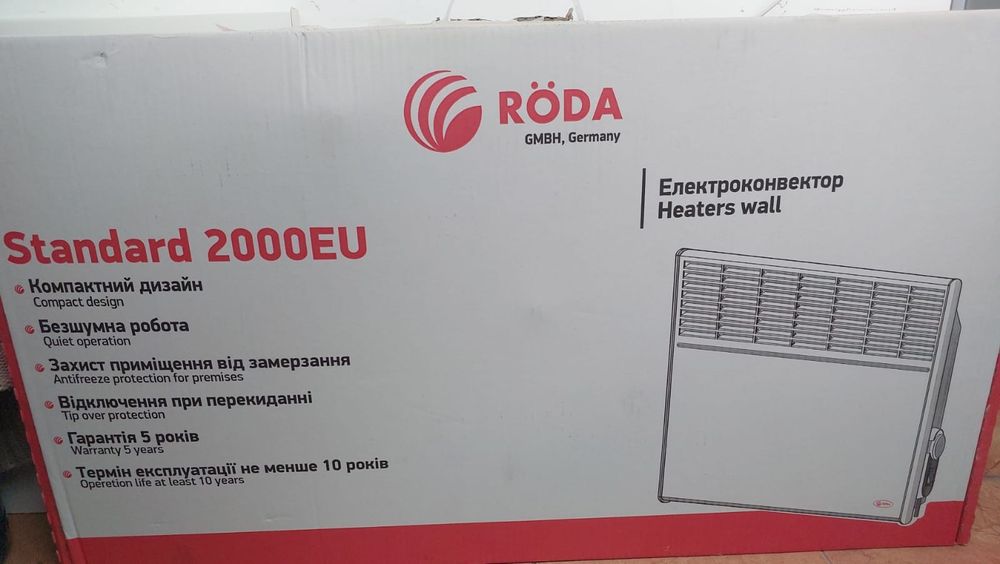 RÖDA
GMBH, Germany
Електроконвектор
Heaters wall
Standard 2000EU
Компактний дизайн
Compact design
Безшумна робота
Quiet operation
Захист приміщення від замерзання
Antifreeze protection for premises
Відключення при перекиданні
Tip over protection
Гарантія 5 років
Warranty 5 years
Термін експлуатації не менше 10 років
Operetion life at least 10 years
RÖDA